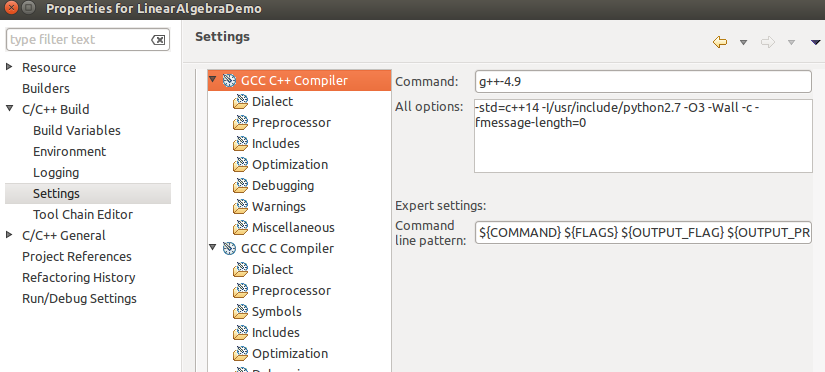 Properties for LinearAlgebraDemo
type filter text
Settings
Resource
Builders
C/C++ Build
Build Variables
Environment
Logging
Settings
Tool Chain Editor
C/C++ General
Project References
Refactoring History
Run/Debug Settings
GCC C++ Compiler
Dialect
Preprocessor
Includes
Optimization
Debugging
Warnings
Miscellaneous
GCC C Compiler
Dialect
Preprocessor
Symbols
Includes
Optimization
Command:
g++-4.9
All options:
-std=c++14 -I/usr/include/python2.7 -O3 -Wall -c -
fmessage-length=0
Expert settings:
Command
line pattern:
${COMMAND} ${FLAGS} ${OUTPUT_FLAG} ${OUTPUT_PR